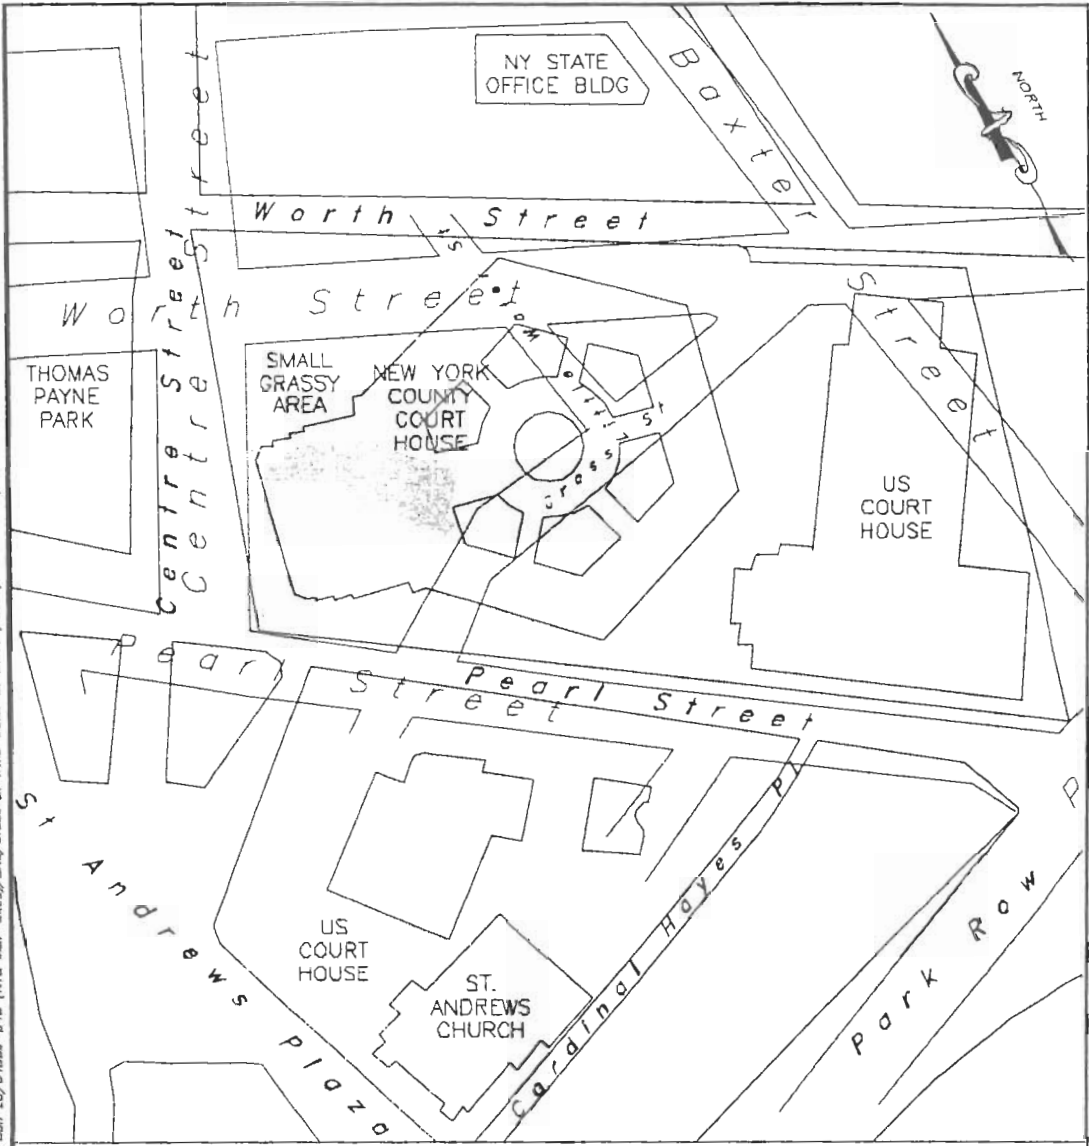 NY STATE
OFFICE BLDG
Baxter
Street
NORTH
Centre Street
Worth Street
Centre Street
Worth Street
St
SMALL
GRASSY
AREA
NEW YORK
COUNTY
COURT
HOUSE
THOMAS
PAYNE
PARK
St
US
COURT
HOUSE
Pearl Street
Pearl Street
St Andrews Plaza
US
COURT
HOUSE
ST.
ANDREWS
CHURCH
Cardinal Hayes Pl
Park Row
P